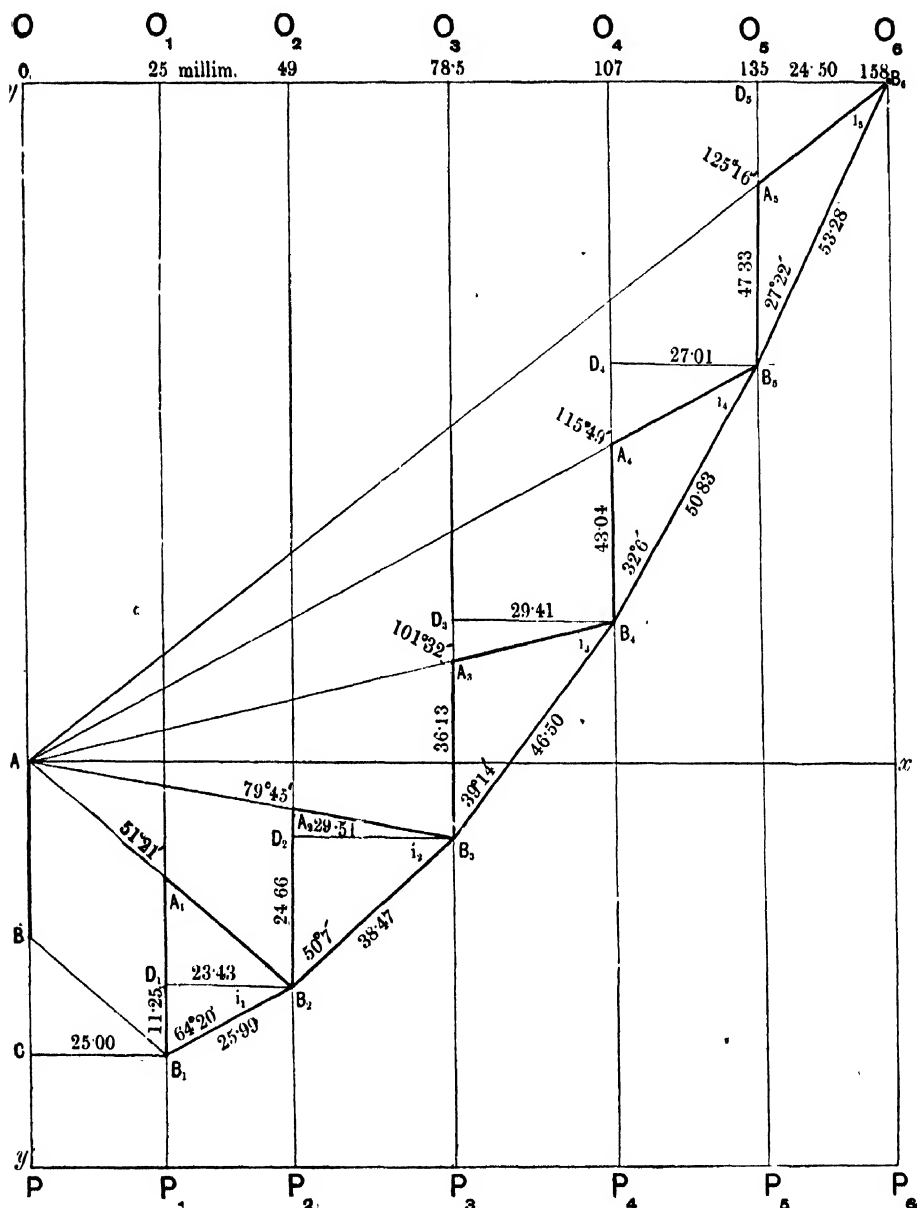 O O₁ O₂ O₃ O₄ O₅ O₆
0. 25 millim. 49 78·5 107 135 24·50 158
y D₅ B₆
i₅
125°16′
A₅
47·33 27°22′ 53·28
D₄ 27·01 B₅
i₄
115°49′
A₄
43·04 32°6′ 50·83
D₃ 29·41 B₄
i₃
101°32′
A₃
36·13 39°14′ 46·50
A x
79°45′
A₂ 29·51
D₂ i₂ B₃
51°21′
A₁ 24 66 50°7′ 38·47
B
D₁ 23·43
i₁ B₂
11·25 64°20′ 25·99
C 25·00
B₁
y′
P P₁ P₂ P₃ P₄ P₅ P₆